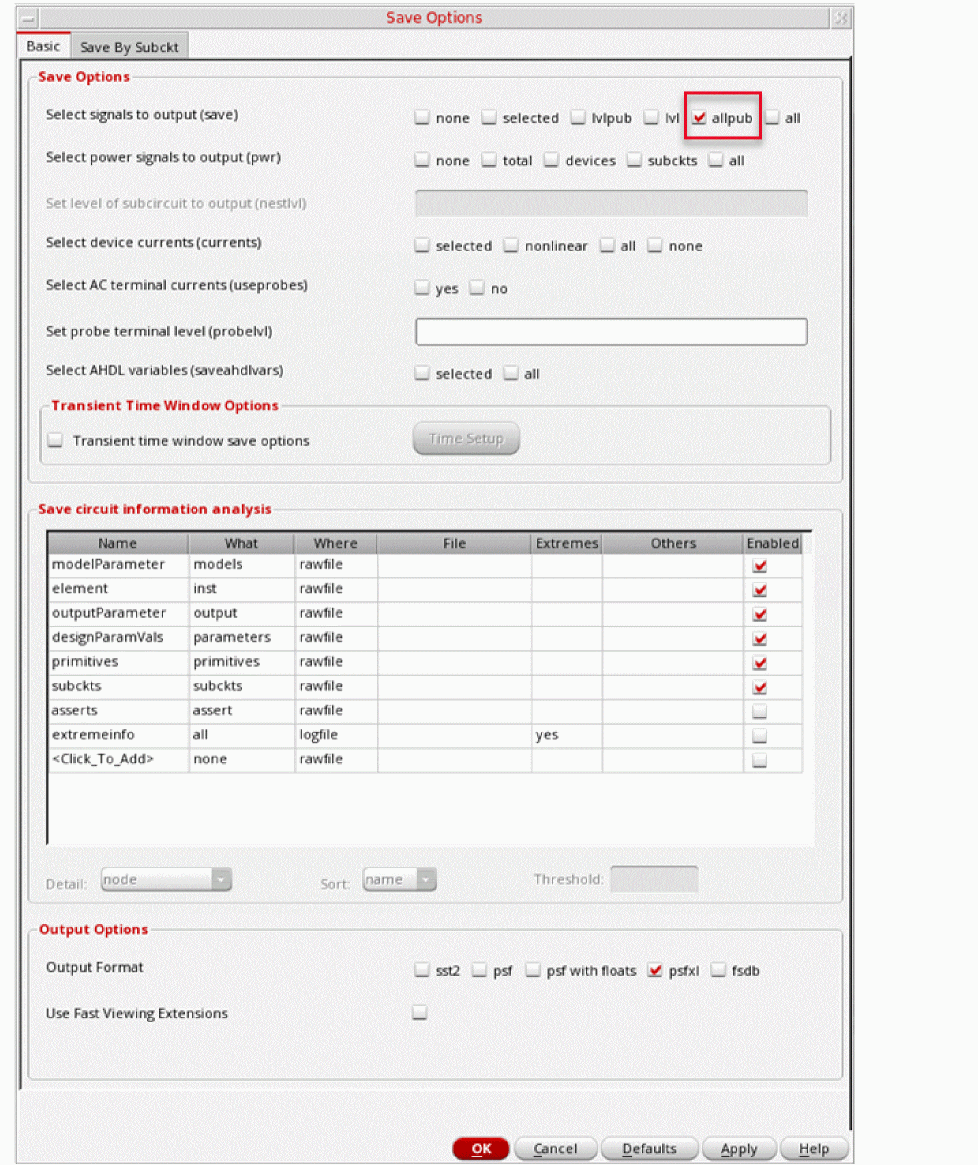 Save Options
Basic Save By Subckt
Save Options
Select signals to output (save) none selected lvlpub lvl allpub all
Select power signals to output (pwr) none total devices subckts all
Set level of subcircuit to output (nestlvl)
Select device currents (currents) selected nonlinear all none
Select AC terminal currents (useprobes) yes no
Set probe terminal level (probelvl)
Select AHDL variables (saveahdlvars) selected all
Transient Time Window Options
Transient time window save options Time Setup
Save circuit information analysis
Name What Where File Extremes Others Enabled
modelParameter models rawfile
element inst rawfile
outputParameter output rawfile
designParamVals parameters rawfile
primitives primitives rawfile
subckts subckts rawfile
asserts assert rawfile
extremeinfo all logfile yes
<Click_To_Add> none rawfile
Detail: node Sort: name Threshold:
Output Options
Output Format sst2 psf psf with floats psfxl fsdb
Use Fast Viewing Extensions
OK Cancel Defaults Apply Help